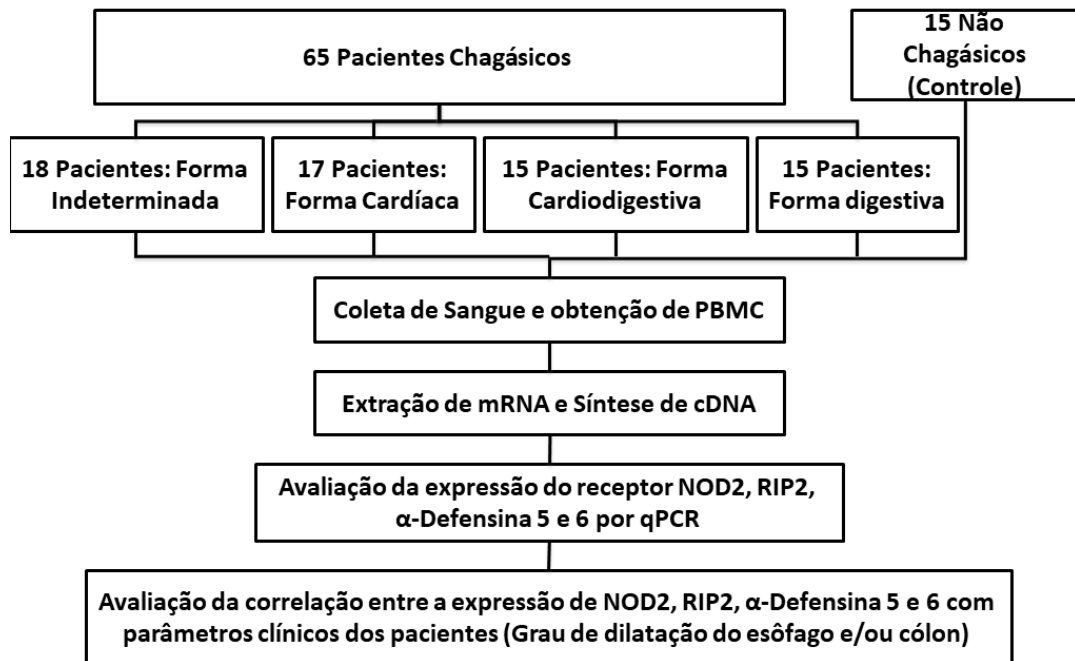 65 Pacientes Chagásicos
15 Não
Chagásicos
(Controle)
18 Pacientes: Forma
Indeterminada
17 Pacientes:
Forma Cardíaca
15 Pacientes: Forma
Cardiodigestiva
15 Pacientes:
Forma digestiva
Coleta de Sangue e obtenção de PBMC
Extração de mRNA e Síntese de cDNA
Avaliação da expressão do receptor NOD2, RIP2,
α-Defensina 5 e 6 por qPCR
Avaliação da correlação entre a expressão de NOD2, RIP2, α-Defensina 5 e 6 com
parâmetros clínicos dos pacientes (Grau de dilatação do esôfago e/ou cólon)